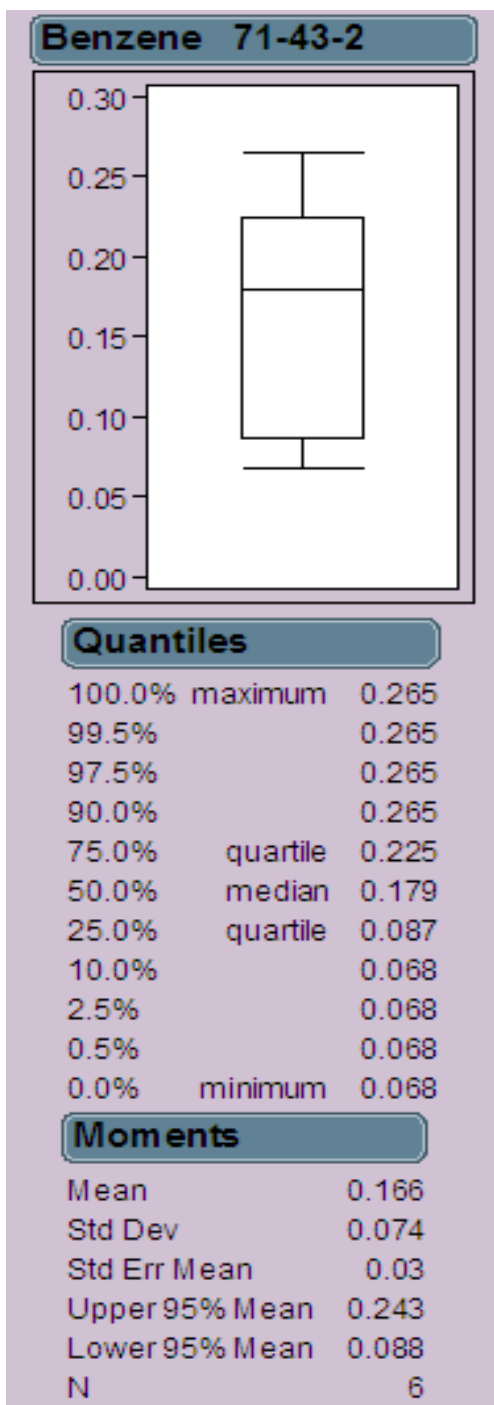 Benzene 71-43-2
0.30
0.25
0.20
0.15
0.10
0.05
0.00
Quantiles
100.0% maximum 0.265
99.5% 0.265
97.5% 0.265
90.0% 0.265
75.0% quartile 0.225
50.0% median 0.179
25.0% quartile 0.087
10.0% 0.068
2.5% 0.068
0.5% 0.068
0.0% minimum 0.068
Moments
Mean 0.166
Std Dev 0.074
Std Err Mean 0.03
Upper 95% Mean 0.243
Lower 95% Mean 0.088
N 6